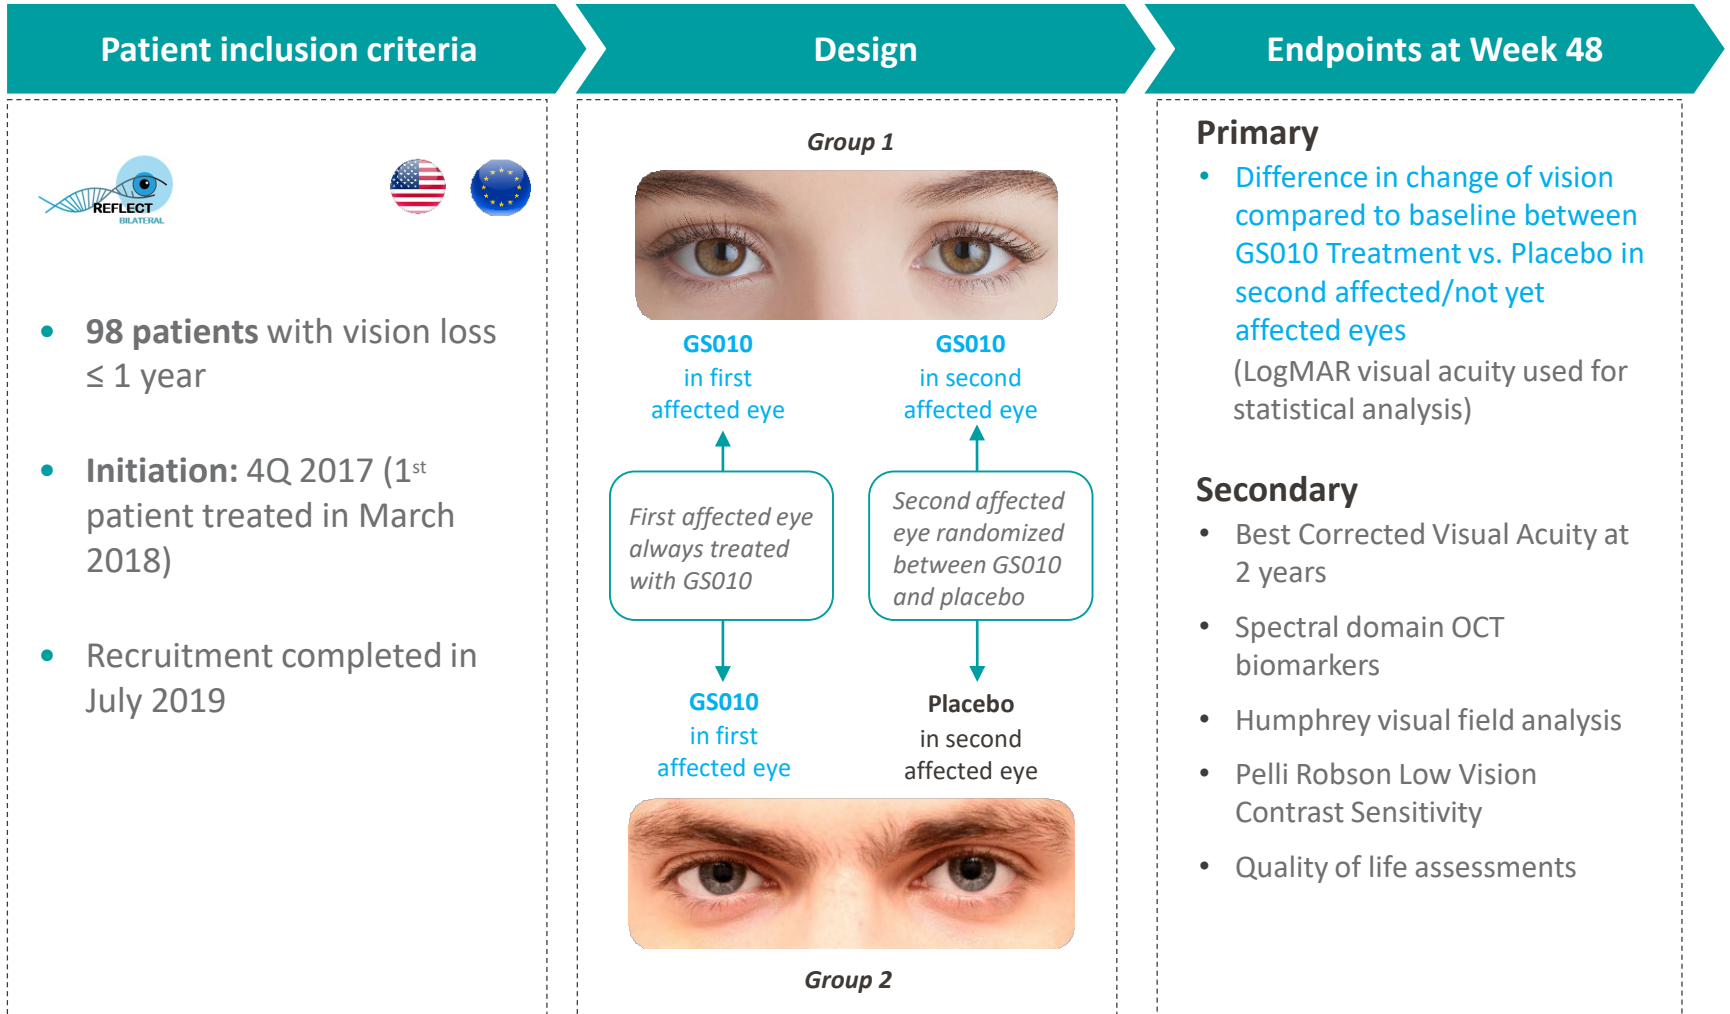 Patient inclusion criteria
Design
Endpoints at Week 48
REFLECT
BILATERAL
• 98 patients with vision loss
≤ 1 year
• Initiation: 4Q 2017 (1st
patient treated in March
2018)
• Recruitment completed in
July 2019
Group 1
GS010
in first
affected eye
GS010
in second
affected eye
First affected eye
always treated
with GS010
Second affected
eye randomized
between GS010
and placebo
GS010
in first
affected eye
Placebo
in second
affected eye
Group 2
Primary
• Difference in change of vision
compared to baseline between
GS010 Treatment vs. Placebo in
second affected/not yet
affected eyes
(LogMAR visual acuity used for
statistical analysis)
Secondary
• Best Corrected Visual Acuity at
2 years
• Spectral domain OCT
biomarkers
• Humphrey visual field analysis
• Pelli Robson Low Vision
Contrast Sensitivity
• Quality of life assessments